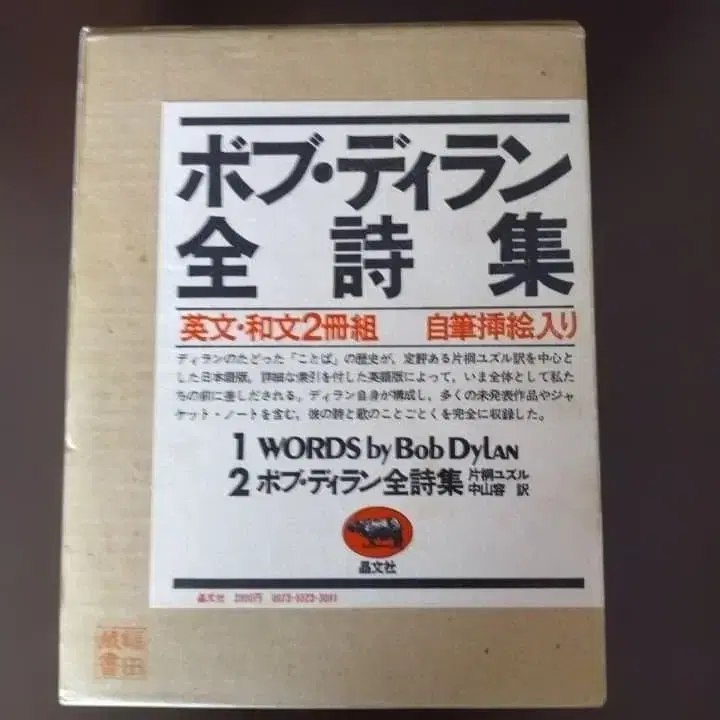 ボブ・ディラン
全詩集
英文・和文2冊組 自筆挿絵入り
ディランのたどった「ことば」の歴史が、定評ある片桐ユズル訳を中心と
した日本語版。詳細な索引を付した英語版によって、いま全体として私た
ちの前に差しだされる。ディラン自身が構成し、多くの未発表作品やジャ
ケット・ノートを含む、彼の詩と歌のことごとくを完全に収録した。
1 WORDS by Bob DYLAN
2 ボブ・ディラン全詩集 片桐ユズル
中山容 訳
晶文社
晶文社